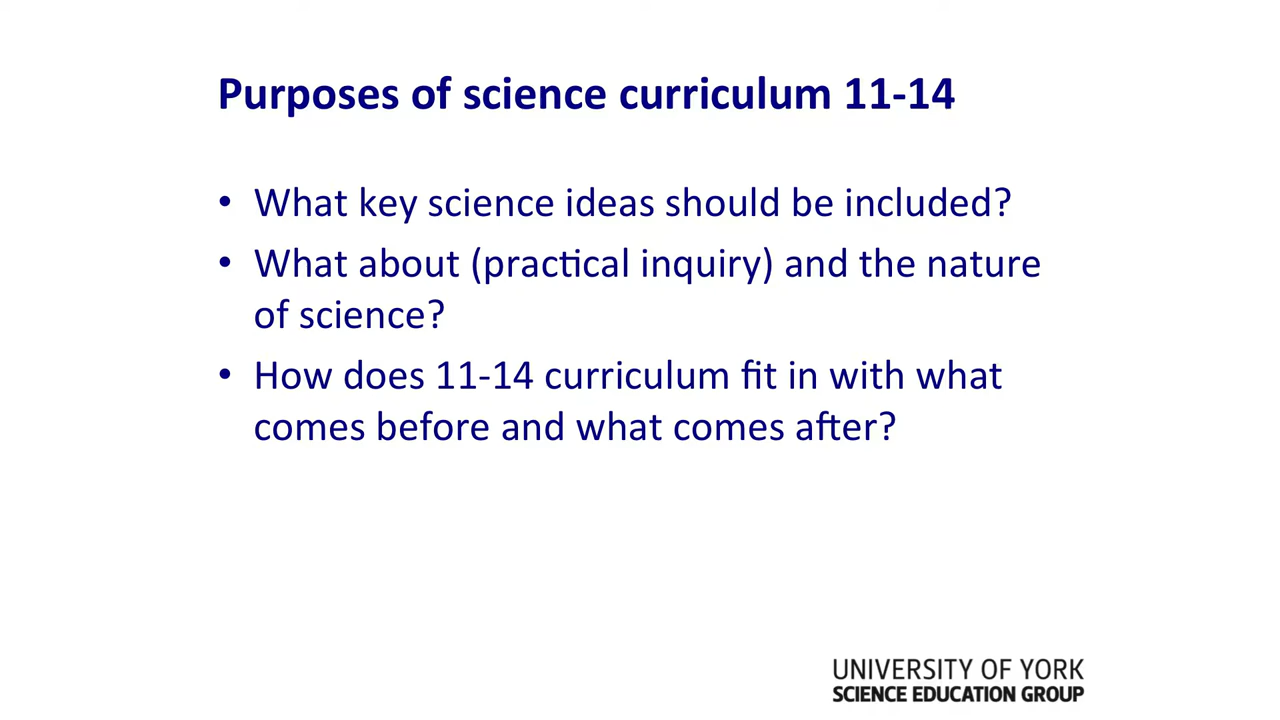 Purposes of science curriculum 11-14
• What key science ideas should be included?
• What about (practical inquiry) and the nature
of science?
• How does 11-14 curriculum fit in with what
comes before and what comes after?
UNIVERSITY OF YORK
SCIENCE EDUCATION GROUP